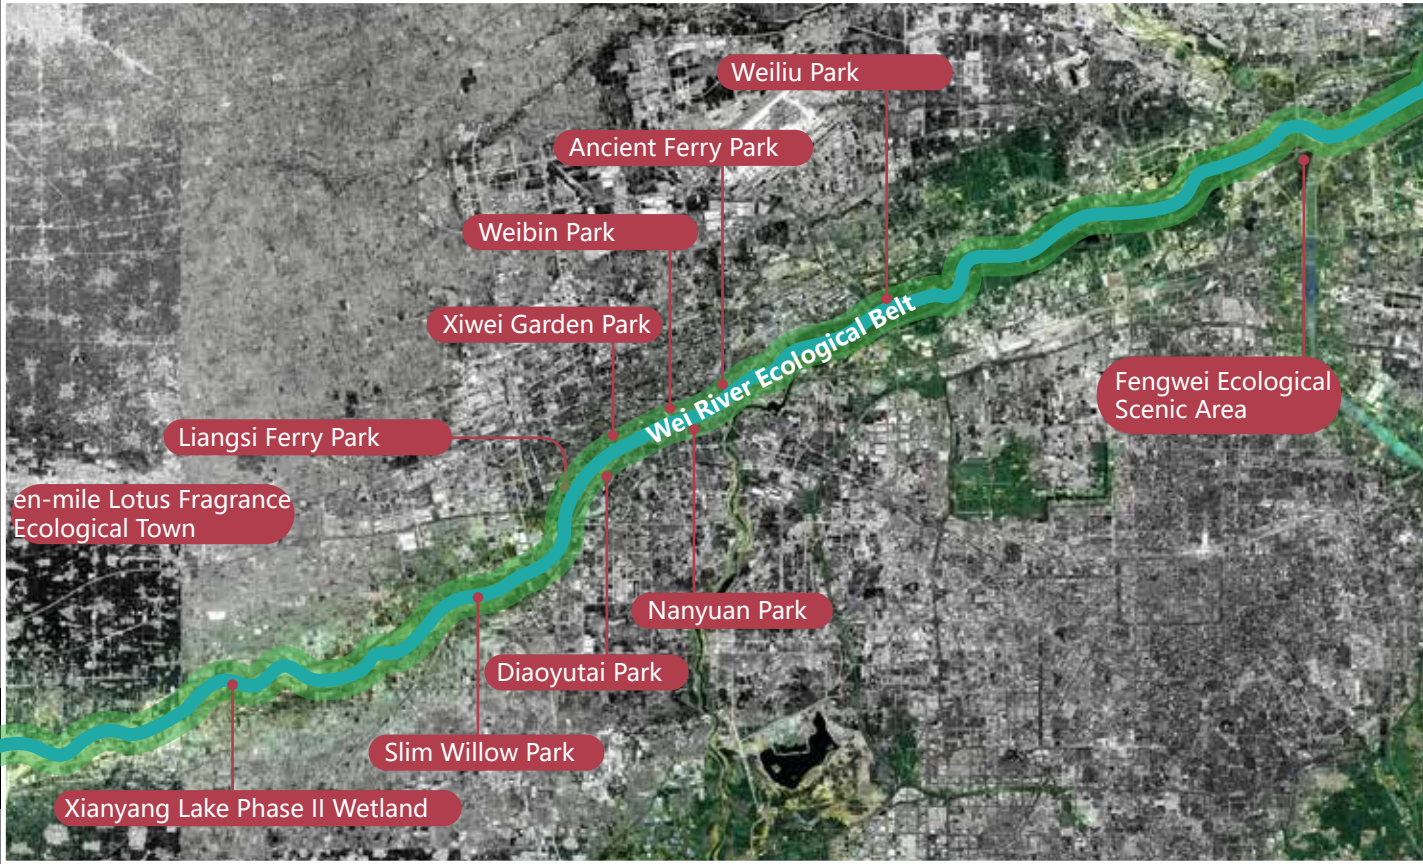 Weiliu Park
Ancient Ferry Park
Weibin Park
Xiwei Garden Park
Wei River Ecological Belt
Fengwei Ecological
Scenic Area
Liangsi Ferry Park
en-mile Lotus Fragrance
Ecological Town
Nanyuan Park
Diaoyutai Park
Slim Willow Park
Xianyang Lake Phase II Wetland